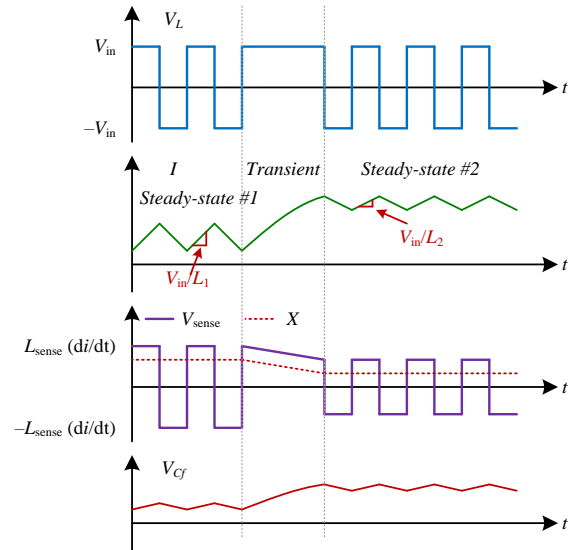 V_L
V_in
t
–V_in
I Transient Steady-state #2
Steady-state #1
V_in/L_1
V_in/L_2
t
V_sense X
L_sense (di/dt)
t
–L_sense (di/dt)
V_Cf
t